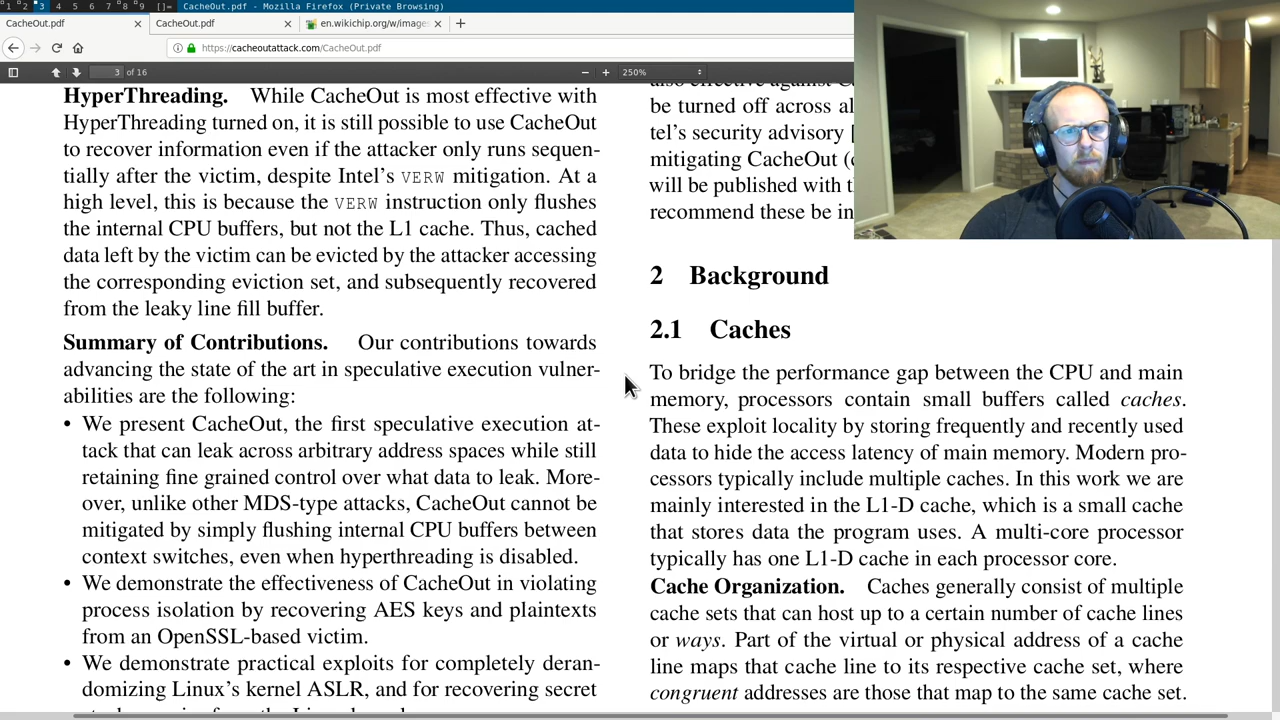 1 2 3 4 5 6 7 8 9 []= CacheOut.pdf - Mozilla Firefox (Private Browsing)
CacheOut.pdf
CacheOut.pdf
en.wikichip.org/w/image
https://cacheoutattack.com/CacheOut.pdf
3 of 16
250%
HyperThreading. While CacheOut is most effective with
HyperThreading turned on, it is still possible to use CacheOut
to recover information even if the attacker only runs sequen-
tially after the victim, despite Intel's VERW mitigation. At a
high level, this is because the VERW instruction only flushes
the internal CPU buffers, but not the L1 cache. Thus, cached
data left by the victim can be evicted by the attacker accessing
the corresponding eviction set, and subsequently recovered
from the leaky line fill buffer.
Summary of Contributions. Our contributions towards
advancing the state of the art in speculative execution vulner-
abilities are the following:
• We present CacheOut, the first speculative execution at-
tack that can leak across arbitrary address spaces while still
retaining fine grained control over what data to leak. More-
over, unlike other MDS-type attacks, CacheOut cannot be
mitigated by simply flushing internal CPU buffers between
context switches, even when hyperthreading is disabled.
• We demonstrate the effectiveness of CacheOut in violating
process isolation by recovering AES keys and plaintexts
from an OpenSSL-based victim.
• We demonstrate practical exploits for completely deran-
domizing Linux's kernel ASLR, and for recovering secret
also effective against
be turned off across al
tel's security advisory [
mitigating CacheOut (
will be published with t
recommend these be in
2 Background
2.1 Caches
To bridge the performance gap between the CPU and main
memory, processors contain small buffers called caches.
These exploit locality by storing frequently and recently used
data to hide the access latency of main memory. Modern pro-
cessors typically include multiple caches. In this work we are
mainly interested in the L1-D cache, which is a small cache
that stores data the program uses. A multi-core processor
typically has one L1-D cache in each processor core.
Cache Organization. Caches generally consist of multiple
cache sets that can host up to a certain number of cache lines
or ways. Part of the virtual or physical address of a cache
line maps that cache line to its respective cache set, where
congruent addresses are those that map to the same cache set.